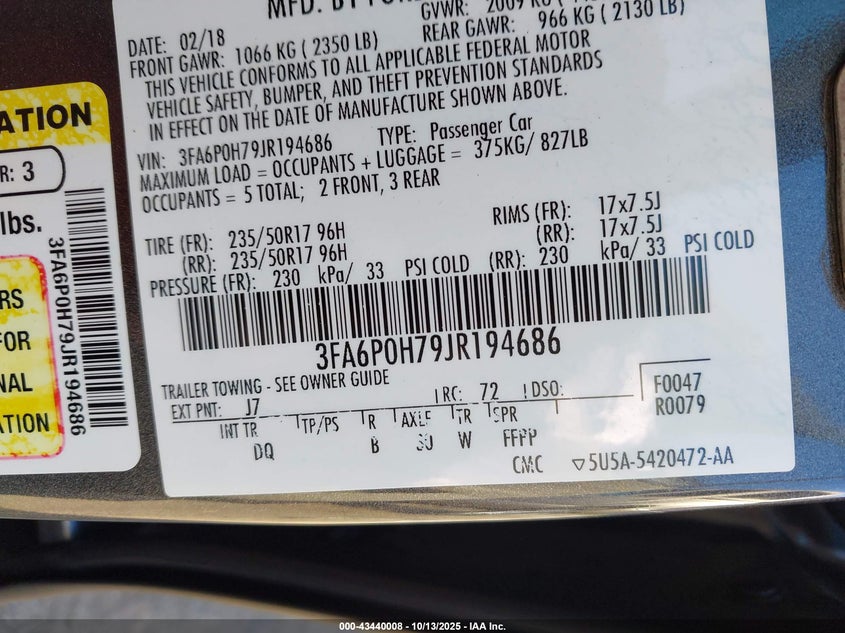 MFD. BY
GVWR: 2009 KG
DATE: 02/18
FRONT GAWR: 1066 KG ( 2350 LB)
REAR GAWR: 966 KG ( 2130 LB)
THIS VEHICLE CONFORMS TO ALL APPLICABLE FEDERAL MOTOR
VEHICLE SAFETY, BUMPER, AND THEFT PREVENTION STANDARDS
IN EFFECT ON THE DATE OF MANUFACTURE SHOWN ABOVE.
VIN: 3FA6P0H79JR194686 TYPE: Passenger Car
MAXIMUM LOAD = OCCUPANTS + LUGGAGE = 375KG/ 827LB
OCCUPANTS = 5 TOTAL; 2 FRONT, 3 REAR
TIRE (FR): 235/50R17 96H RIMS (FR): 17x7.5J
(RR): 235/50R17 96H (RR): 17x7.5J
PRESSURE (FR): 230 kPa/ 33 PSI COLD (RR): 230 kPa/ 33 PSI COLD
3FA6P0H79JR194686
TRAILER TOWING - SEE OWNER GUIDE
EXT PNT: J7 RC: 72 DSO: F0047
R0079
INT TR TP/PS R AXLE TR SPR
DQ B W FFPP
CMC ▽5U5A-5420472-AA
ATION
R: 3
lbs.
3FA6P0H79JR194686
RS
FOR
NAL
ATION
000-43440008 - 10/13/2025 - IAA Inc.